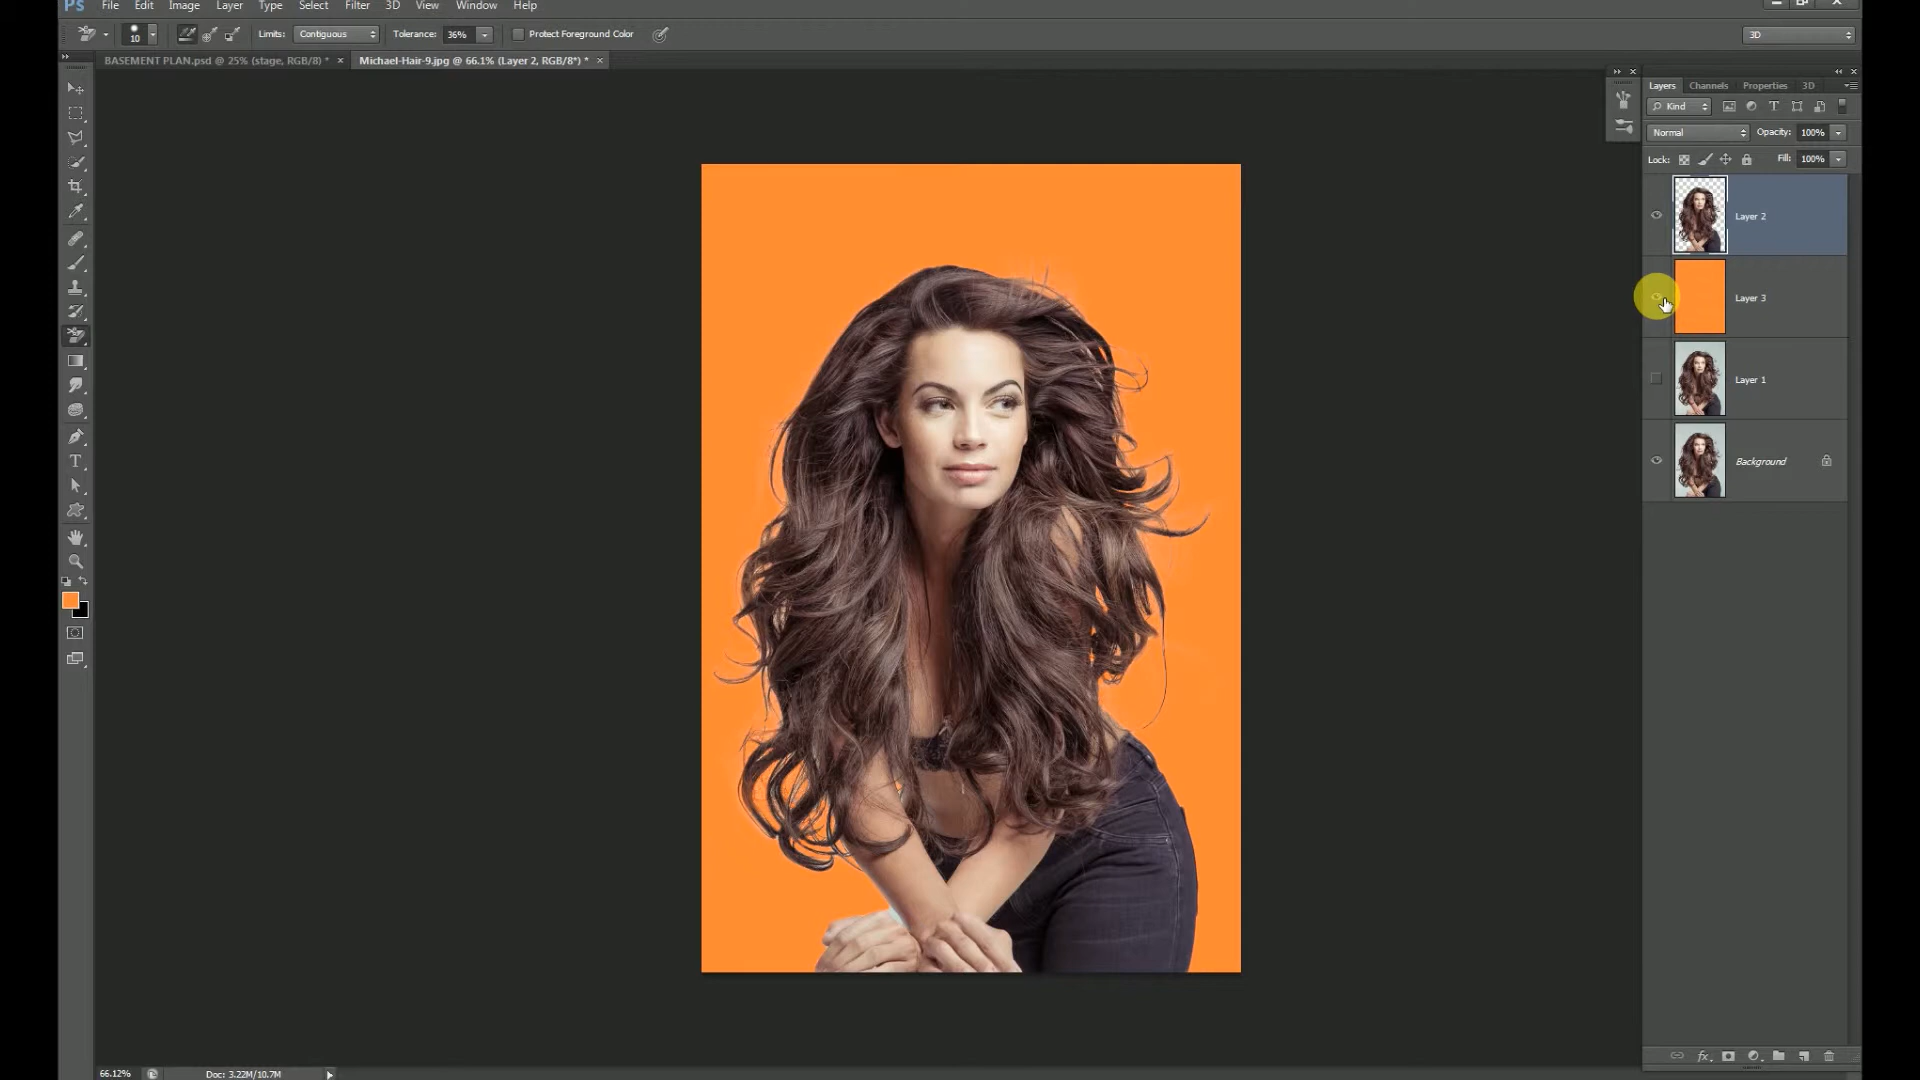 Ps File Edit Image Layer Type Select Filter 3D View Window Help
10 Limits: Contiguous Tolerance: 36% Protect Foreground Color 3D
BASEMENT PLAN.psd @ 25% (stage, RGB/8) * × Michael-Hair-9.jpg @ 66.1% (Layer 2, RGB/8*) * ×
Layers Channels Properties 3D
Kind
Normal Opacity: 100%
Lock: Fill: 100%
Layer 2
Layer 3
Layer 1
Background
66.12% Doc: 3.22M/10.7M